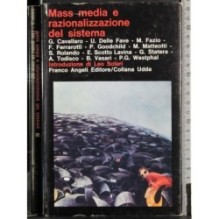 Mass-media e
razionalizzazione
del sistema
G. Cavallaro - U. Delle Fave - M. Fazio -
F. Ferrarotti - P. Goodchild - M. Matteotti -
S. Rolando - E. Scotto Lavina - G. Statera -
A. Todisco - B. Vasari - P.G. Westphal
Introduzione di Leo Solari
Franco Angeli Editore/Collana Udda